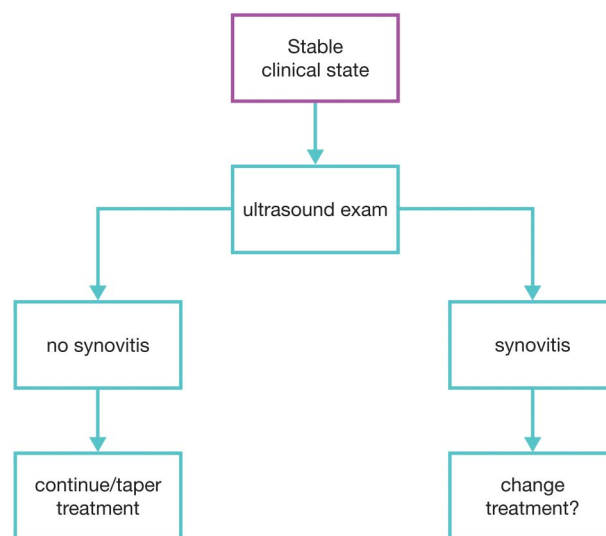 Stable
clinical state
ultrasound exam
no synovitis
synovitis
continue/taper
treatment
change
treatment?